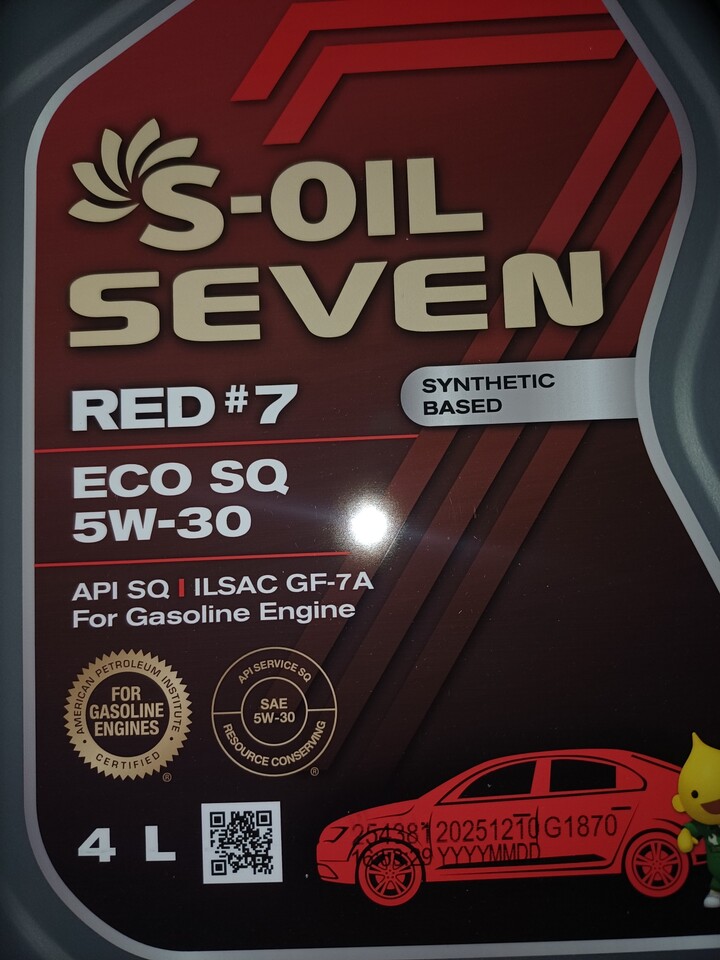 S-OIL
SEVEN
RED #7
SYNTHETIC
BASED
ECO SQ
5W-30
API SQ | ILSAC GF-7A
For Gasoline Engine
AMERICAN PETROLEUM INSTITUTE
FOR
GASOLINE
ENGINES
CERTIFIED
®
API SERVICE SQ
SAE
5W-30
RESOURCE CONSERVING
®
4 L
254381 20251210 G1870
YYYYMMDD